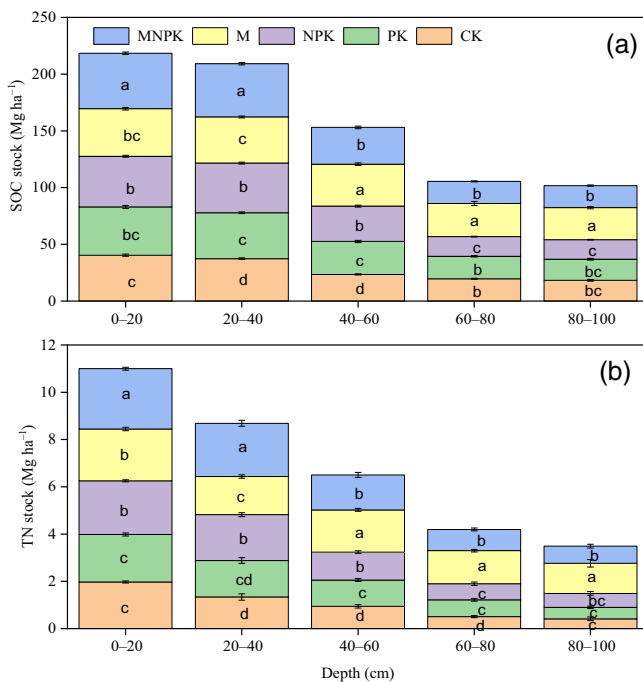 MNPK M NPK PK CK
(a)
SOC stock (Mg ha⁻¹)
250
200
150
100
50
0
a a b b b
bc c a a a
b b b c c
bc c c b bc
c d d b bc
0–20 20–40 40–60 60–80 80–100
(b)
TN stock (Mg ha⁻¹)
12
10
8
6
4
2
0
a a b b b
b c a a a
b b b c bc
c cd c c c
c d d d c
0–20 20–40 40–60 60–80 80–100
Depth (cm)